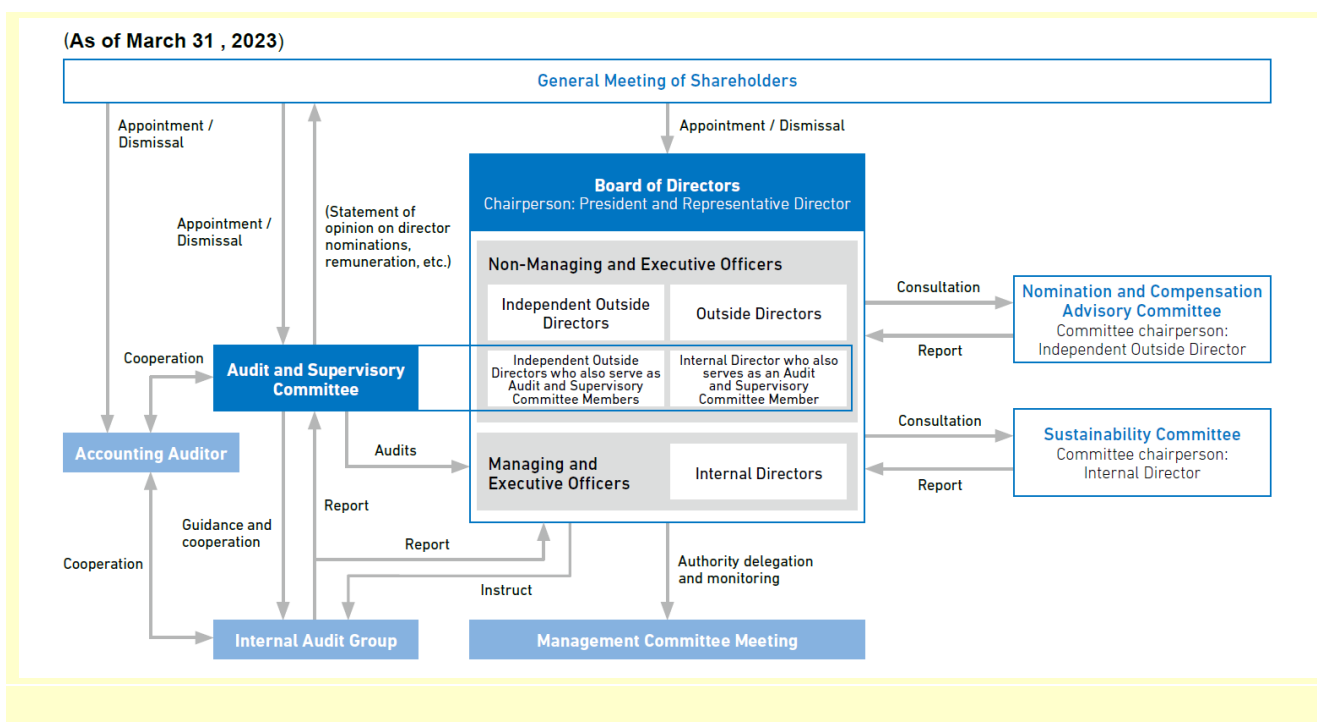 (As of March 31 , 2023)
General Meeting of Shareholders
Appointment /
Dismissal
Appointment /
Dismissal
(Statement of
opinion on director
nominations,
remuneration, etc.)
Appointment / Dismissal
Board of Directors
Chairperson: President and Representative Director
Non-Managing and Executive Officers
Independent Outside
Directors
Outside Directors
Independent Outside
Directors who also serve as
Audit and Supervisory
Committee Members
Internal Director who also
serves as an Audit
and Supervisory
Committee Member
Managing and
Executive Officers
Internal Directors
Consultation
Report
Nomination and Compensation
Advisory Committee
Committee chairperson:
Independent Outside Director
Consultation
Report
Sustainability Committee
Committee chairperson:
Internal Director
Cooperation
Audit and Supervisory
Committee
Accounting Auditor
Audits
Report
Guidance and
cooperation
Cooperation
Report
Instruct
Authority delegation
and monitoring
Internal Audit Group
Management Committee Meeting